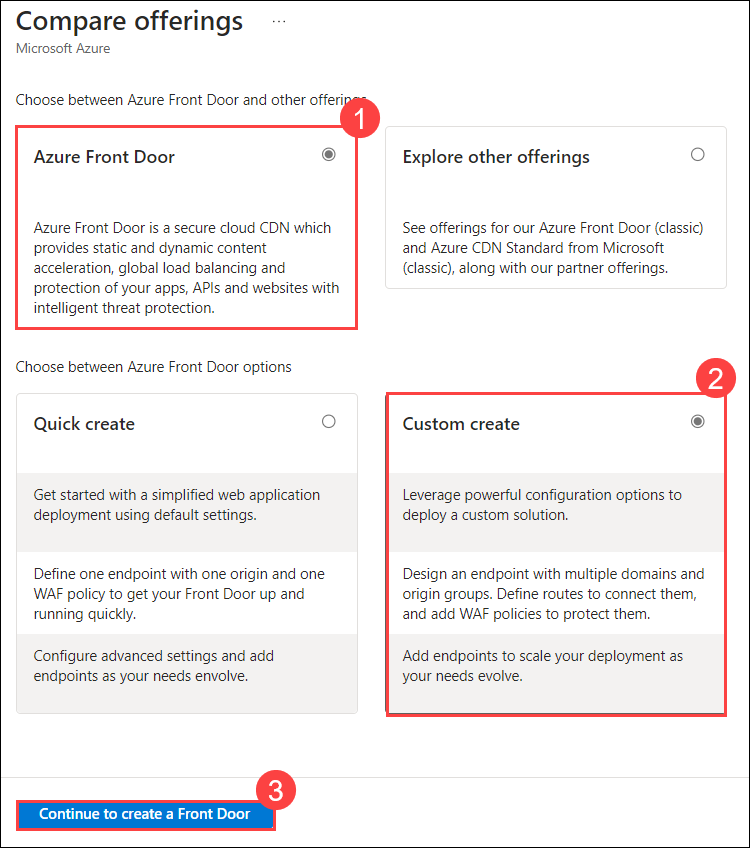 Compare offerings ...
Microsoft Azure
Choose between Azure Front Door and other offerings
1
Azure Front Door
Azure Front Door is a secure cloud CDN which
provides static and dynamic content
acceleration, global load balancing and
protection of your apps, APIs and websites with
intelligent threat protection.
Explore other offerings
See offerings for our Azure Front Door (classic)
and Azure CDN Standard from Microsoft
(classic), along with our partner offerings.
Choose between Azure Front Door options
2
Quick create
Get started with a simplified web application
deployment using default settings.
Define one endpoint with one origin and one
WAF policy to get your Front Door up and
running quickly.
Configure advanced settings and add
endpoints as your needs envolve.
Custom create
Leverage powerful configuration options to
deploy a custom solution.
Design an endpoint with multiple domains and
origin groups. Define routes to connect them,
and add WAF policies to protect them.
Add endpoints to scale your deployment as
your needs evolve.
3
Continue to create a Front Door